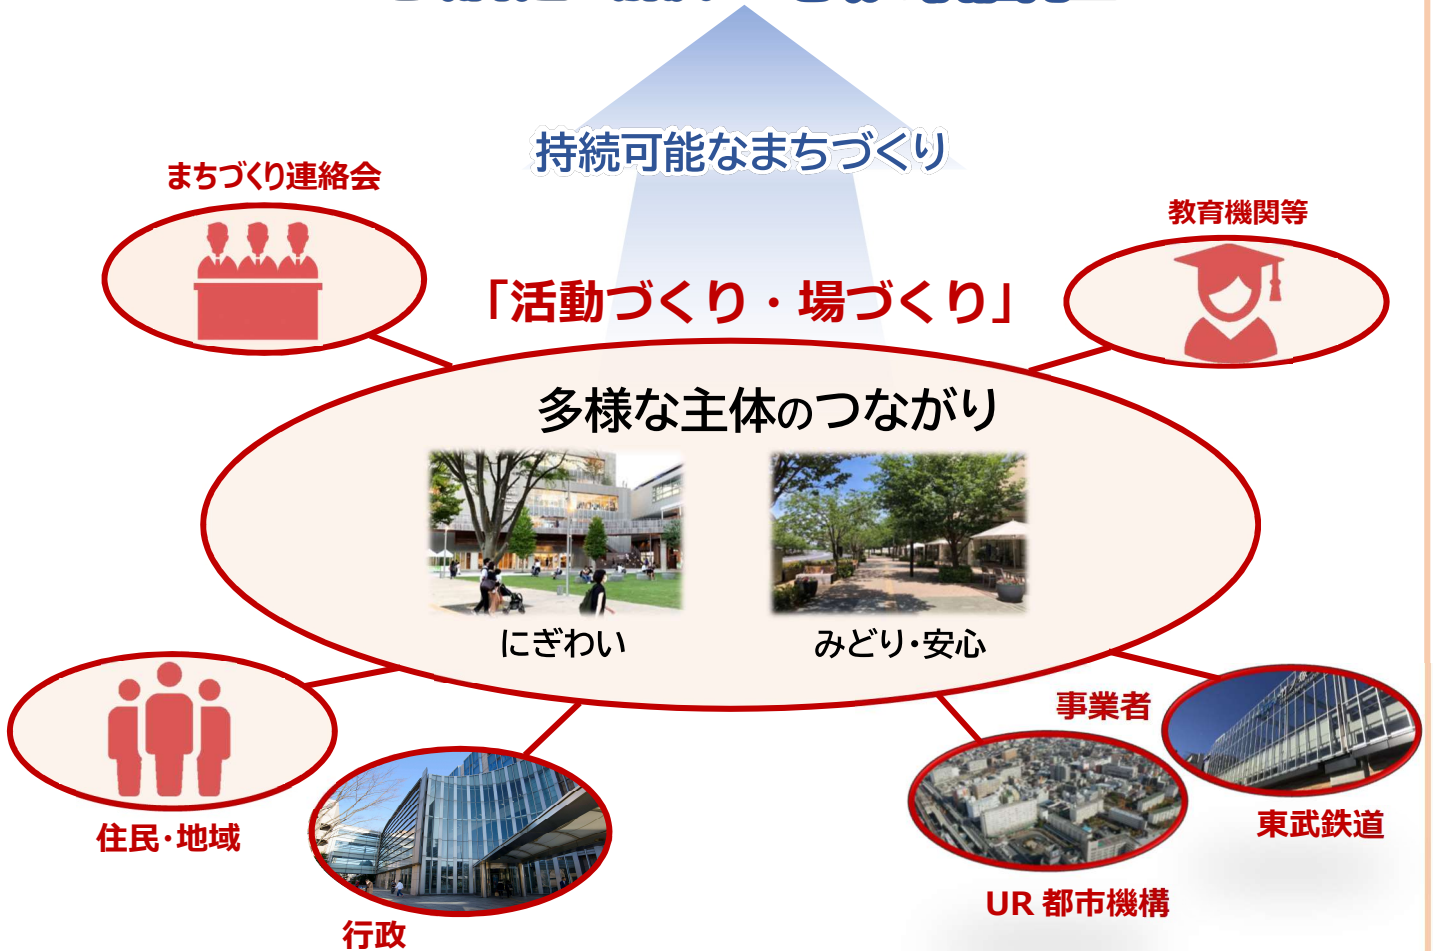 持続可能なまちづくり
まちづくり連絡会
教育機関等
「活動づくり・場づくり」
多様な主体のつながり
にぎわい
みどり・安心
事業者
住民・地域
東武鉄道
UR 都市機構
行政